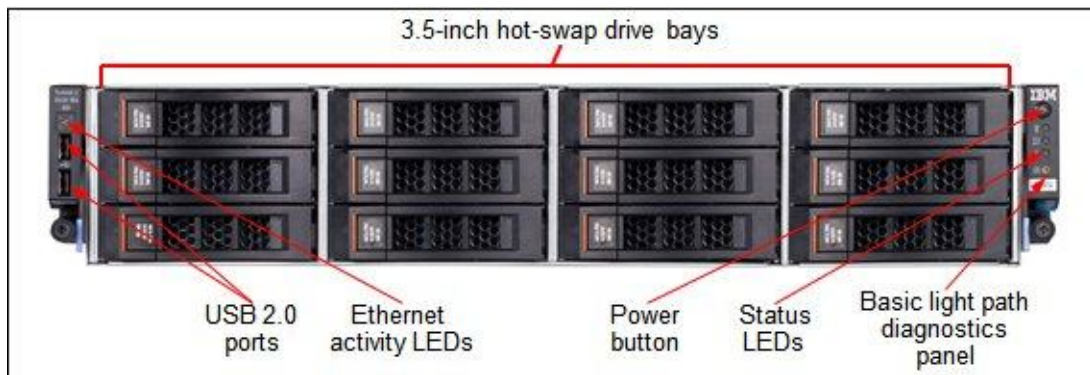 3.5-inch hot-swap drive bays
IBM
USB 2.0
ports
Ethernet
activity LEDs
Power
button
Status
LEDs
Basic light path
diagnostics
panel